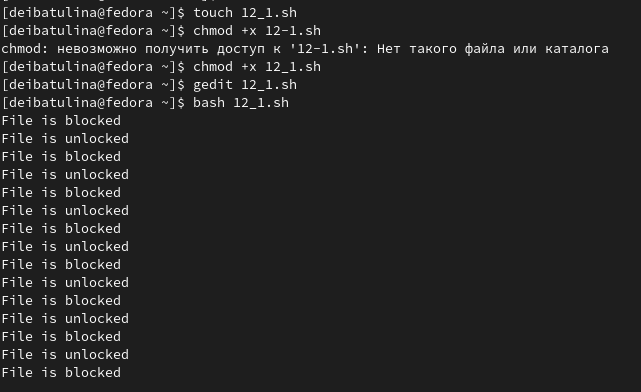 [deibatulina@fedora ~]$ touch 12_1.sh
[deibatulina@fedora ~]$ chmod +x 12-1.sh
chmod: невозможно получить доступ к '12-1.sh': Нет такого файла или каталога
[deibatulina@fedora ~]$ chmod +x 12_1.sh
[deibatulina@fedora ~]$ gedit 12_1.sh
[deibatulina@fedora ~]$ bash 12_1.sh
File is blocked
File is unlocked
File is blocked
File is unlocked
File is blocked
File is unlocked
File is blocked
File is unlocked
File is blocked
File is unlocked
File is blocked
File is unlocked
File is blocked
File is unlocked
File is blocked